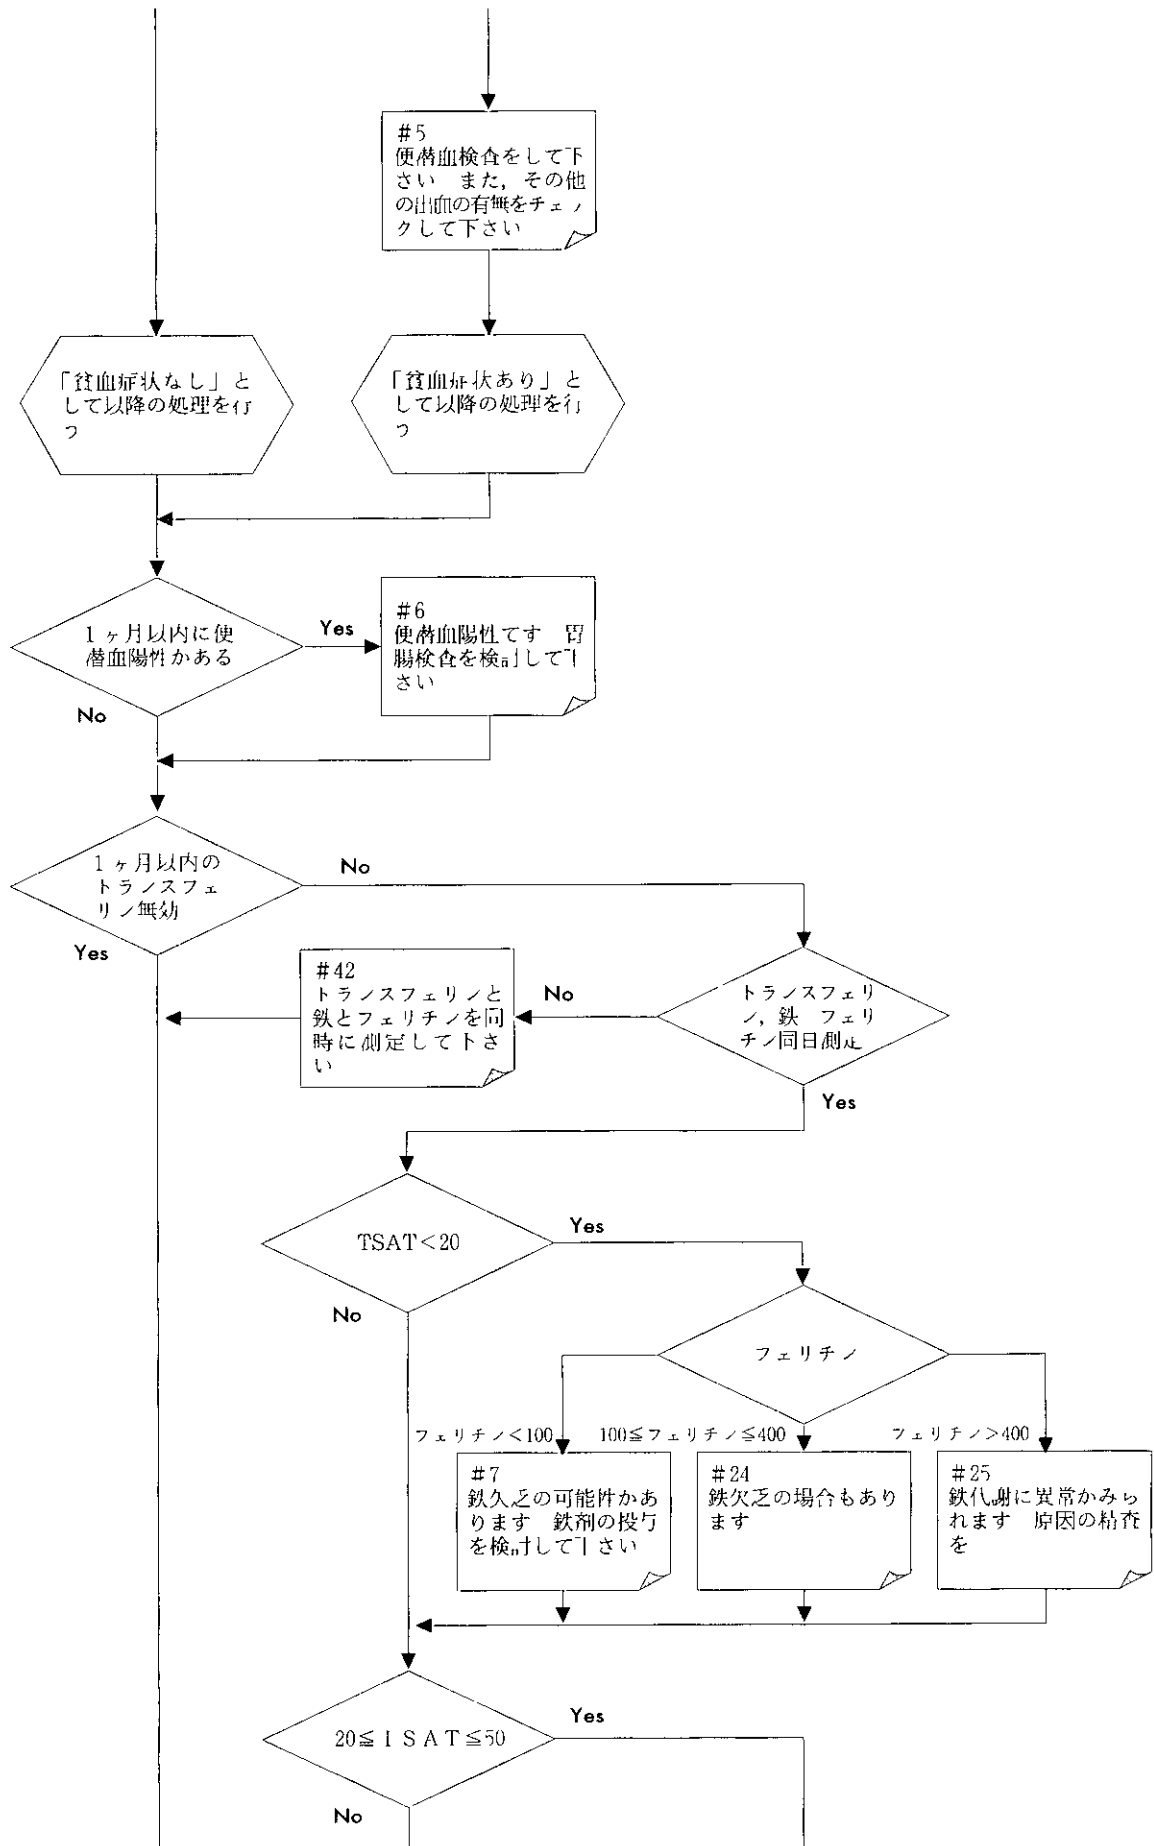 #5
便潜血検査をして下
さい また，その他
の出血の有無をチェッ
クして下さい
「貧血症状なし」と
して以降の処理を行
う
「貧血症状あり」と
して以降の処理を行
う
1ヶ月以内に便
潜血陽性かある
Yes
No
#6
便潜血陽性てす 胃
腸検査を検討して下
さい
1ヶ月以内の
トランスフェ
リン無効
No
Yes
#42
トランスフェリンと
鉄とフェリチンを同
時に測定して下さ
い
No
トランスフェリ
ン，鉄 フェリ
チン同日測定
Yes
TSAT＜20
Yes
No
フェリチン
フェリチン＜100
100≦フェリチン≦400
フェリチン＞400
#7
鉄欠乏の可能性かあ
ります 鉄剤の投与
を検討して下さい
#24
鉄欠乏の場合もあり
ます
#25
鉄代謝に異常かみら
れます 原因の精査
を
20≦TSAT≦50
Yes
No